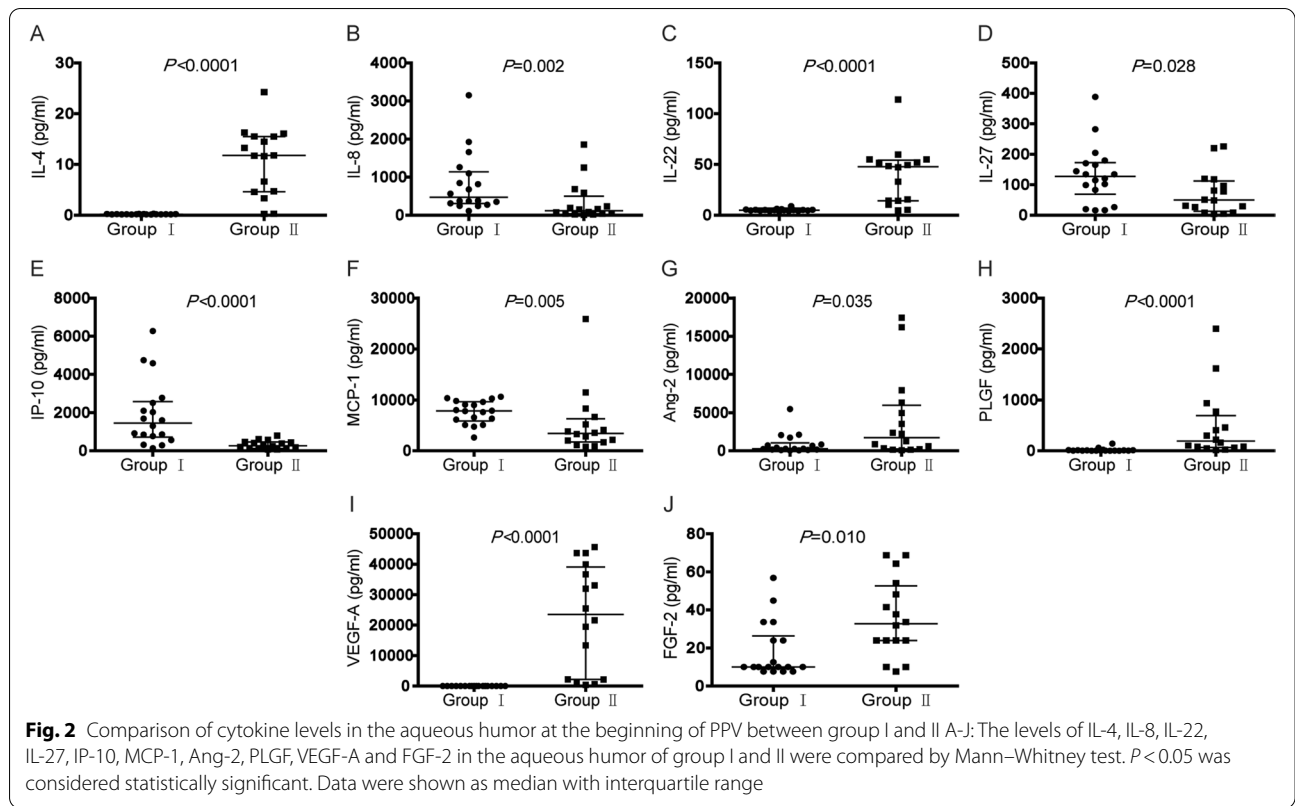 A
B
C
D
P<0.0001
P=0.002
P<0.0001
P=0.028
IL-4 (pg/ml)
30
20
10
0
Group Ⅰ Group Ⅱ
IL-8 (pg/ml)
4000
3000
2000
1000
0
Group Ⅰ Group Ⅱ
IL-22 (pg/ml)
150
100
50
0
Group Ⅰ Group Ⅱ
IL-27 (pg/ml)
500
400
300
200
100
0
Group Ⅰ Group Ⅱ
E
F
G
H
P<0.0001
P=0.005
P=0.035
P<0.0001
IP-10 (pg/ml)
8000
6000
4000
2000
0
Group Ⅰ Group Ⅱ
MCP-1 (pg/ml)
30000
20000
10000
0
Group Ⅰ Group Ⅱ
Ang-2 (pg/ml)
20000
15000
10000
5000
0
Group Ⅰ Group Ⅱ
PLGF (pg/ml)
3000
2000
1000
0
Group Ⅰ Group Ⅱ
I
J
P<0.0001
P=0.010
VEGF-A (pg/ml)
50000
40000
30000
20000
10000
0
Group Ⅰ Group Ⅱ
FGF-2 (pg/ml)
80
60
40
20
0
Group Ⅰ Group Ⅱ
Fig. 2 Comparison of cytokine levels in the aqueous humor at the beginning of PPV between group I and II A-J: The levels of IL-4, IL-8, IL-22,
IL-27, IP-10, MCP-1, Ang-2, PLGF, VEGF-A and FGF-2 in the aqueous humor of group I and II were compared by Mann–Whitney test. P < 0.05 was
considered statistically significant. Data were shown as median with interquartile range